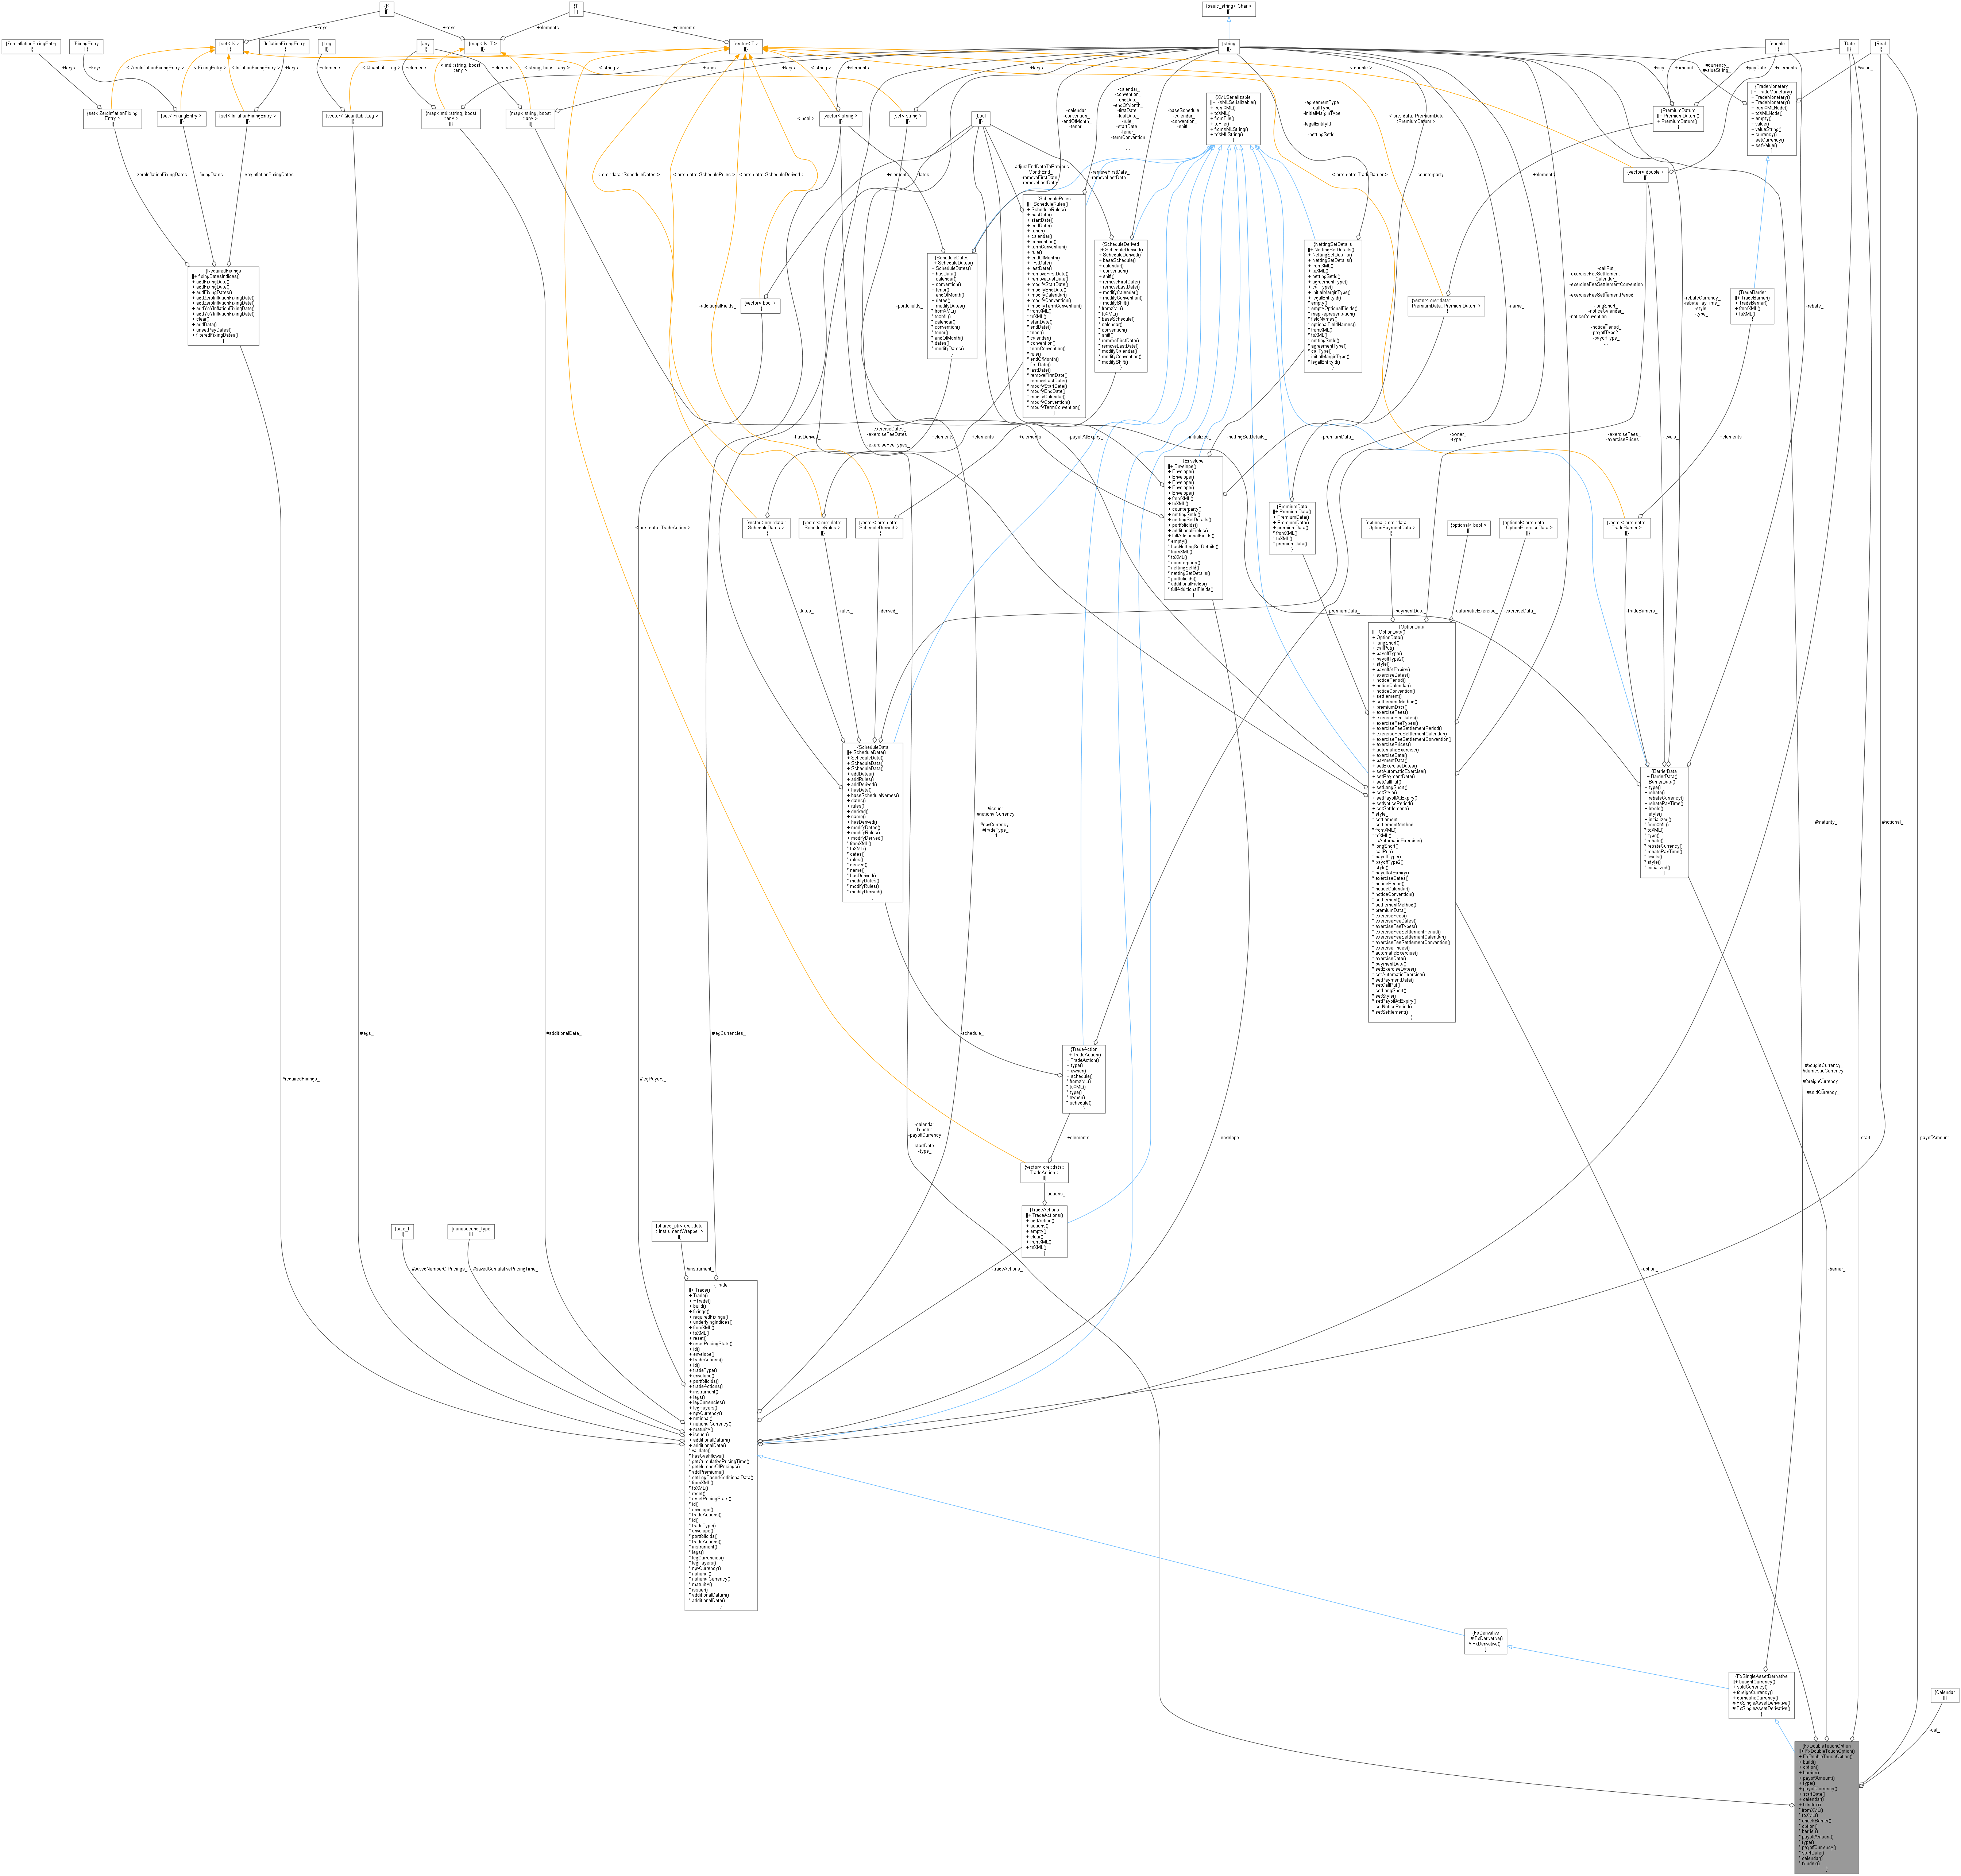 {K
||}
{T
||}
{basic_string< Char >
||}
+keys
+keys
+elements
+elements
{ZeroInflationFixingEntry
||}
{FixingEntry
||}
{set< K >
||}
{InflationFixingEntry
||}
{Leg
||}
{any
||}
{map< K, T >
||}
{vector< T >
||}
{string
||}
{double
||}
{Date
||}
{Real
||}
+keys
+keys
< ZeroInflationFixingEntry >
< FixingEntry >
< InflationFixingEntry >
+keys
+elements
< QuantLib::Leg >
+elements
< std::string, boost
::any >
+elements
< string, boost::any >
< string >
+keys
+keys
< string >
+elements
+keys
< double >
+ccy
+amount
#currency_
#valueString_
+payDate
+elements
#value_
{set< ZeroInflationFixing
Entry >
||}
{set< FixingEntry >
||}
{set< InflationFixingEntry >
||}
{vector< QuantLib::Leg >
||}
{map< std::string, boost
::any >
||}
{map< string, boost
::any >
||}
< bool >
{vector< string >
||}
{set< string >
||}
{bool
||}
-calendar_
-convention_
-endOfMonth_
-tenor_
-calendar_
-convention_
-endDate_
-endOfMonth_
-firstDate_
-lastDate_
-rule_
-startDate_
-tenor_
-termConvention
_
...
-baseSchedule_
-calendar_
-convention_
-shift_
{XMLSerializable
||+ ~XMLSerializable()
+ fromXML()
+ toXML()
+ fromFile()
+ toFile()
+ fromXMLString()
+ toXMLString()
}
-agreementType_
-callType_
-initialMarginType
_
-legalEntityId
_
-nettingSetId_
< ore::data::PremiumData
::PremiumDatum >
{PremiumDatum
||+ PremiumDatum()
+ PremiumDatum()
}
{TradeMonetary
||+ TradeMonetary()
+ TradeMonetary()
+ TradeMonetary()
+ fromXMLNode()
+ toXMLNode()
+ empty()
+ value()
+ valueString()
+ currency()
+ setCurrency()
+ setValue()
}
-zeroInflationFixingDates_
-fixingDates_
-yoyInflationFixingDates_
< ore::data::ScheduleDates >
< ore::data::ScheduleRules >
< ore::data::ScheduleDerived >
+elements
-dates_
-adjustEndDateToPrevious
MonthEnd_
-removeFirstDate_
-removeLastDate_
-removeFirstDate_
-removeLastDate_
< ore::data::TradeBarrier >
-counterparty_
+elements
{vector< double >
||}
{RequiredFixings
||+ fixingDatesIndices()
+ addFixingDate()
+ addFixingDate()
+ addFixingDates()
+ addZeroInflationFixingDate()
+ addZeroInflationFixingDate()
+ addYoYInflationFixingDate()
+ addYoYInflationFixingDate()
+ clear()
+ addData()
+ unsetPayDates()
+ filteredFixingDates()
}
-additionalFields_
{vector< bool >
||}
-portfolioIds_
{ScheduleDates
||+ ScheduleDates()
+ ScheduleDates()
+ hasData()
+ calendar()
+ convention()
+ tenor()
+ endOfMonth()
+ dates()
+ modifyDates()
* fromXML()
* toXML()
* calendar()
* convention()
* tenor()
* endOfMonth()
* dates()
* modifyDates()
}
{ScheduleRules
||+ ScheduleRules()
+ ScheduleRules()
+ hasData()
+ startDate()
+ endDate()
+ tenor()
+ calendar()
+ convention()
+ termConvention()
+ rule()
+ endOfMonth()
+ firstDate()
+ lastDate()
+ removeFirstDate()
+ removeLastDate()
+ modifyStartDate()
+ modifyEndDate()
+ modifyCalendar()
+ modifyConvention()
+ modifyTermConvention()
* fromXML()
* toXML()
* startDate()
* endDate()
* tenor()
* calendar()
* convention()
* termConvention()
* rule()
* endOfMonth()
* firstDate()
* lastDate()
* removeFirstDate()
* removeLastDate()
* modifyStartDate()
* modifyEndDate()
* modifyCalendar()
* modifyConvention()
* modifyTermConvention()
}
{ScheduleDerived
||+ ScheduleDerived()
+ ScheduleDerived()
+ baseSchedule()
+ calendar()
+ convention()
+ shift()
+ removeFirstDate()
+ removeLastDate()
+ modifyCalendar()
+ modifyConvention()
+ modifyShift()
* fromXML()
* toXML()
* baseSchedule()
* calendar()
* convention()
* shift()
* removeFirstDate()
* removeLastDate()
* modifyCalendar()
* modifyConvention()
* modifyShift()
}
{NettingSetDetails
||+ NettingSetDetails()
+ NettingSetDetails()
+ NettingSetDetails()
+ fromXML()
+ toXML()
+ nettingSetId()
+ agreementType()
+ callType()
+ initialMarginType()
+ legalEntityId()
* empty()
* emptyOptionalFields()
* mapRepresentation()
* fieldNames()
* optionalFieldNames()
* fromXML()
* toXML()
* nettingSetId()
* agreementType()
* callType()
* initialMarginType()
* legalEntityId()
}
{vector< ore::data::
PremiumData::PremiumDatum >
||}
-name_
-callPut_
-exerciseFeeSettlement
Calendar_
-exerciseFeeSettlementConvention
_
-exerciseFeeSettlementPeriod
_
-longShort_
-noticeCalendar_
-noticeConvention
_
-noticePeriod_
-payoffType2_
-payoffType_
...
-rebateCurrency_
-rebatePayTime_
-style_
-type_
{TradeBarrier
||+ TradeBarrier()
+ TradeBarrier()
+ fromXML()
+ toXML()
}
-rebate_
-hasDerived_
-exerciseDates_
-exerciseFeeDates
_
-exerciseFeeTypes_
+elements
+elements
+elements
-payoffAtExpiry_
-initialized_
-nettingSetDetails_
-premiumData_
-owner_
-type_
-exerciseFees_
-exercisePrices_
-levels_
+elements
{Envelope
||+ Envelope()
+ Envelope()
+ Envelope()
+ Envelope()
+ Envelope()
+ Envelope()
+ fromXML()
+ toXML()
+ counterparty()
+ nettingSetId()
+ nettingSetDetails()
+ portfolioIds()
+ additionalFields()
+ fullAdditionalFields()
* empty()
* hasNettingSetDetails()
* fromXML()
* toXML()
* counterparty()
* nettingSetId()
* nettingSetDetails()
* portfolioIds()
* additionalFields()
* fullAdditionalFields()
}
< ore::data::TradeAction >
{vector< ore::data::
ScheduleDates >
||}
{vector< ore::data::
ScheduleRules >
||}
{vector< ore::data::
ScheduleDerived >
||}
{PremiumData
||+ PremiumData()
+ PremiumData()
+ PremiumData()
+ premiumData()
* fromXML()
* toXML()
* premiumData()
}
{optional< ore::data
::OptionPaymentData >
||}
{optional< bool >
||}
{optional< ore::data
::OptionExerciseData >
||}
{vector< ore::data::
TradeBarrier >
||}
-dates_
-rules_
-derived_
-premiumData_
-paymentData_
-automaticExercise_
-exerciseData_
-tradeBarriers_
{OptionData
||+ OptionData()
+ OptionData()
+ longShort()
+ callPut()
+ payoffType()
+ payoffType2()
+ style()
+ payoffAtExpiry()
+ exerciseDates()
+ noticePeriod()
+ noticeCalendar()
+ noticeConvention()
+ settlement()
+ settlementMethod()
+ premiumData()
+ exerciseFees()
+ exerciseFeeDates()
+ exerciseFeeTypes()
+ exerciseFeeSettlementPeriod()
+ exerciseFeeSettlementCalendar()
+ exerciseFeeSettlementConvention()
+ exercisePrices()
+ automaticExercise()
+ exerciseData()
+ paymentData()
+ setExerciseDates()
+ setAutomaticExercise()
+ setPaymentData()
+ setCallPut()
+ setLongShort()
+ setStyle()
+ setPayoffAtExpiry()
+ setNoticePeriod()
+ setSettlement()
* style_
* settlement_
* settlementMethod_
* fromXML()
* toXML()
* isAutomaticExercise()
* longShort()
* callPut()
* payoffType()
* payoffType2()
* style()
* payoffAtExpiry()
* exerciseDates()
* noticePeriod()
* noticeCalendar()
* noticeConvention()
* settlement()
* settlementMethod()
* premiumData()
* exerciseFees()
* exerciseFeeDates()
* exerciseFeeTypes()
* exerciseFeeSettlementPeriod()
* exerciseFeeSettlementCalendar()
* exerciseFeeSettlementConvention()
* exercisePrices()
* automaticExercise()
* exerciseData()
* paymentData()
* setExerciseDates()
* setAutomaticExercise()
* setPaymentData()
* setCallPut()
* setLongShort()
* setStyle()
* setPayoffAtExpiry()
* setNoticePeriod()
* setSettlement()
}
{ScheduleData
||+ ScheduleData()
+ ScheduleData()
+ ScheduleData()
+ ScheduleData()
+ addDates()
+ addRules()
+ addDerived()
+ hasData()
+ baseScheduleNames()
+ dates()
+ rules()
+ derived()
+ name()
+ hasDerived()
+ modifyDates()
+ modifyRules()
+ modifyDerived()
* fromXML()
* toXML()
* dates()
* rules()
* derived()
* name()
* hasDerived()
* modifyDates()
* modifyRules()
* modifyDerived()
}
{BarrierData
||+ BarrierData()
+ BarrierData()
+ type()
+ rebate()
+ rebateCurrency()
+ rebatePayTime()
+ levels()
+ style()
+ initialized()
* fromXML()
* toXML()
* type()
* rebate()
* rebateCurrency()
* rebatePayTime()
* levels()
* style()
* initialized()
}
#issuer_
#notionalCurrency
_
#npvCurrency_
#tradeType_
-id_
#maturity_
#notional_
#legs_
#additionalData_
#legCurrencies_
-schedule_
{TradeAction
||+ TradeAction()
+ TradeAction()
+ type()
+ owner()
+ schedule()
* fromXML()
* toXML()
* type()
* owner()
* schedule()
}
#requiredFixings_
#legPayers_
#boughtCurrency_
#domesticCurrency
_
#foreignCurrency
_
#soldCurrency_
-calendar_
-fxIndex_
-payoffCurrency
_
-startDate_
-type_
+elements
-envelope_
-start_
-payoffAmount_
{vector< ore::data::
TradeAction >
||}
-actions_
{size_t
||}
{nanosecond_type
||}
{shared_ptr< ore::data
::InstrumentWrapper >
||}
{TradeActions
||+ TradeActions()
+ addAction()
+ actions()
+ empty()
+ clear()
+ fromXML()
+ toXML()
}
#savedNumberOfPricings_
#savedCumulativePricingTime_
#instrument_
-tradeActions_
-option_
-barrier_
{Trade
||+ Trade()
+ Trade()
+ ~Trade()
+ build()
+ fixings()
+ requiredFixings()
+ underlyingIndices()
+ fromXML()
+ toXML()
+ reset()
+ resetPricingStats()
+ id()
+ envelope()
+ tradeActions()
+ id()
+ tradeType()
+ envelope()
+ portfolioIds()
+ tradeActions()
+ instrument()
+ legs()
+ legCurrencies()
+ legPayers()
+ npvCurrency()
+ notional()
+ notionalCurrency()
+ maturity()
+ issuer()
+ additionalDatum()
+ additionalData()
* validate()
* hasCashflows()
* getCumulativePricingTime()
* getNumberOfPricings()
* addPremiums()
* setLegBasedAdditionalData()
* fromXML()
* toXML()
* reset()
* resetPricingStats()
* id()
* envelope()
* tradeActions()
* id()
* tradeType()
* envelope()
* portfolioIds()
* tradeActions()
* instrument()
* legs()
* legCurrencies()
* legPayers()
* npvCurrency()
* notional()
* notionalCurrency()
* maturity()
* issuer()
* additionalDatum()
* additionalData()
}
{FxDerivative
||# FxDerivative()
# FxDerivative()
}
{FxSingleAssetDerivative
||+ boughtCurrency()
+ soldCurrency()
+ foreignCurrency()
+ domesticCurrency()
# FxSingleAssetDerivative()
# FxSingleAssetDerivative()
}
{Calendar
||}
-cal_
{FxDoubleTouchOption
||+ FxDoubleTouchOption()
+ FxDoubleTouchOption()
+ build()
+ option()
+ barrier()
+ payoffAmount()
+ type()
+ payoffCurrency()
+ startDate()
+ calendar()
+ fxIndex()
* fromXML()
* toXML()
* checkBarrier()
* option()
* barrier()
* payoffAmount()
* type()
* payoffCurrency()
* startDate()
* calendar()
* fxIndex()
}